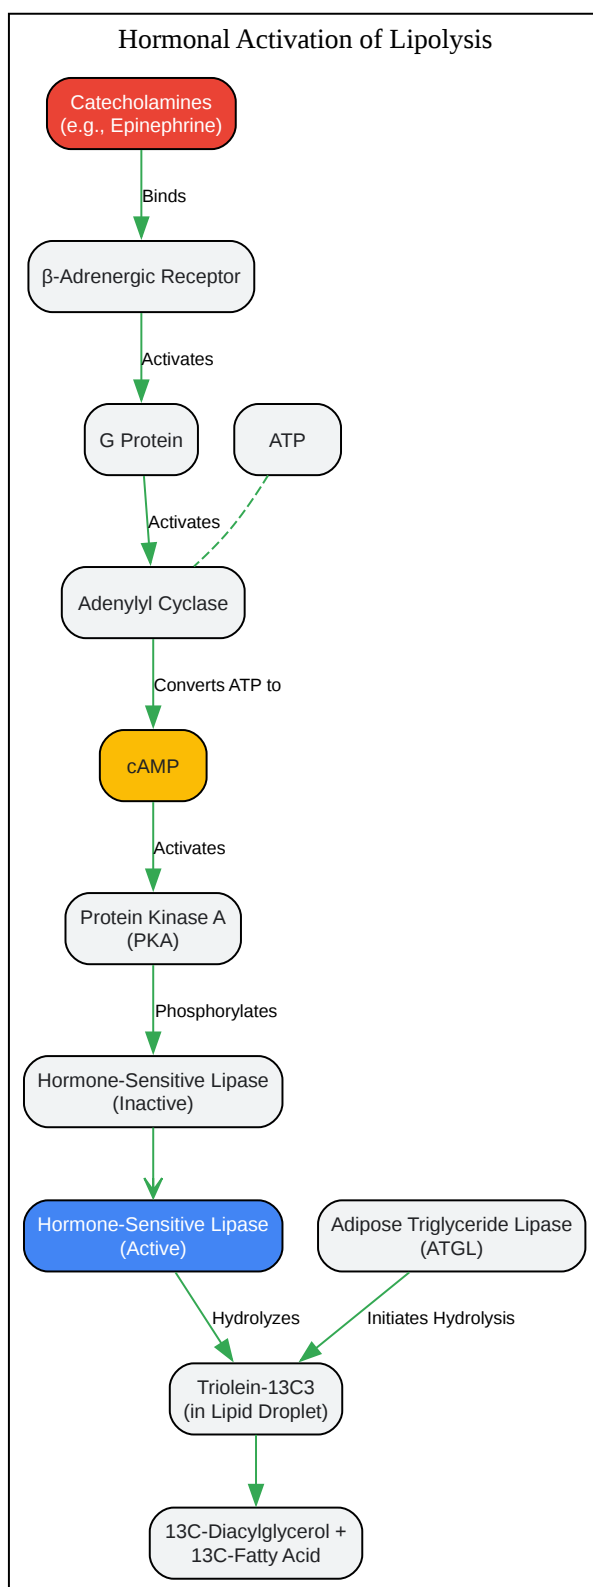 Hormonal Activation of Lipolysis
Catecholamines
(e.g., Epinephrine)
Binds
β-Adrenergic Receptor
Activates
G Protein
ATP
Activates
Adenylyl Cyclase
Converts ATP to
cAMP
Activates
Protein Kinase A
(PKA)
Phosphorylates
Hormone-Sensitive Lipase
(Inactive)
Hormone-Sensitive Lipase
(Active)
Adipose Triglyceride Lipase
(ATGL)
Hydrolyzes
Initiates Hydrolysis
Triolein-13C3
(in Lipid Droplet)
13C-Diacylglycerol +
13C-Fatty Acid